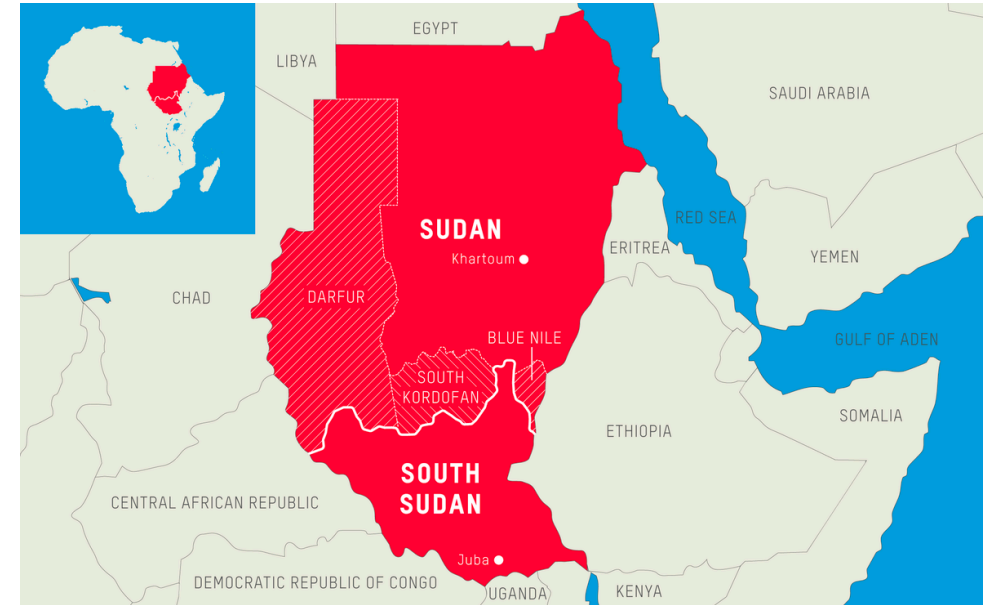 EGYPT
LIBYA
SAUDI ARABIA
RED SEA
SUDAN
Khartoum
ERITREA
YEMEN
CHAD
DARFUR
BLUE NILE
GULF OF ADEN
SOUTH
KORDOFAN
SOMALIA
ETHIOPIA
SOUTH
SUDAN
CENTRAL AFRICAN REPUBLIC
Juba
DEMOCRATIC REPUBLIC OF CONGO
UGANDA
KENYA